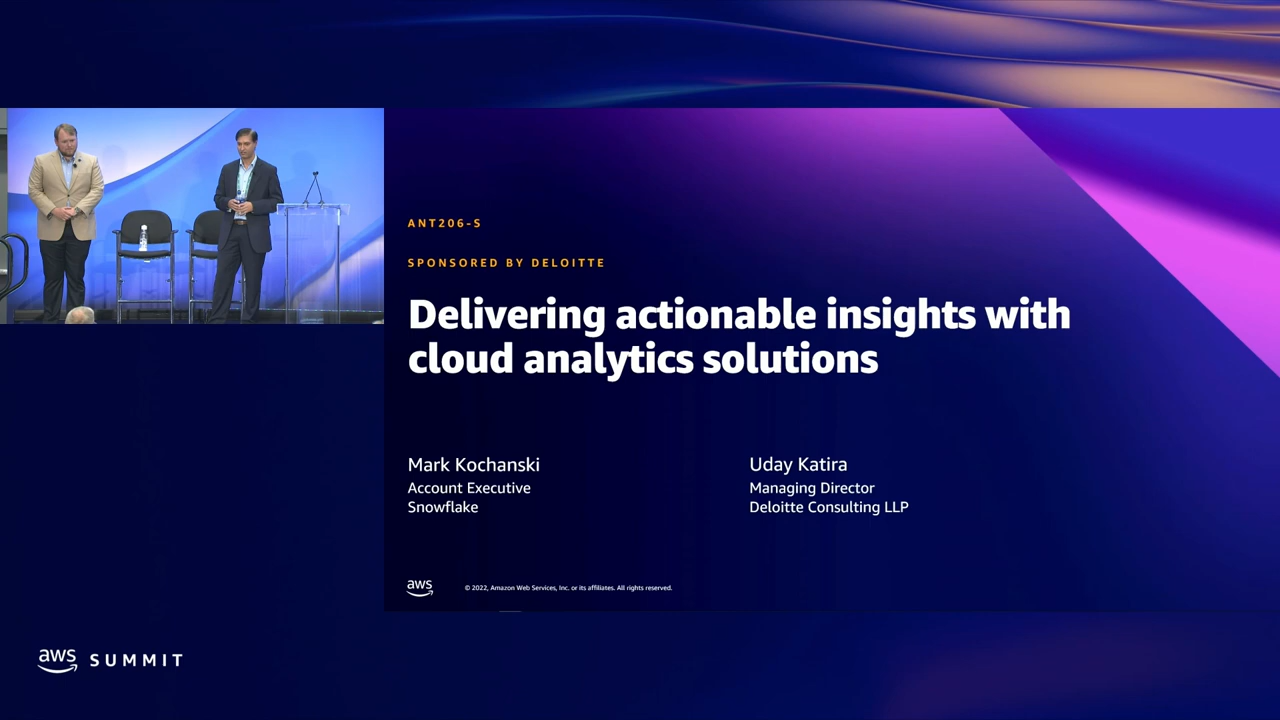 ANT206-S
SPONSORED BY DELOITTE
Delivering actionable insights with
cloud analytics solutions
Mark Kochanski
Account Executive
Snowflake
Uday Katira
Managing Director
Deloitte Consulting LLP
aws
© 2022, Amazon Web Services, Inc. or its affiliates. All rights reserved.
aws SUMMIT